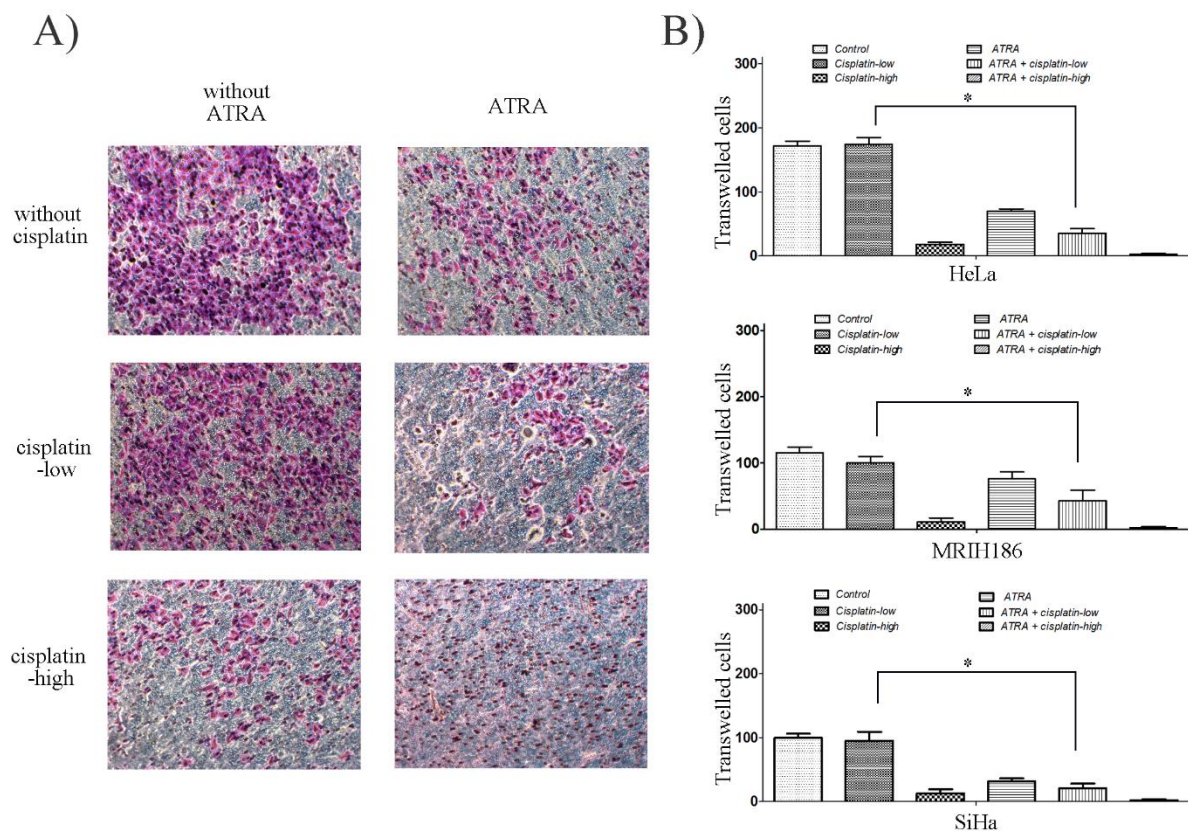 A)
without
ATRA
ATRA
without
cisplatin
cisplatin
-low
cisplatin
-high
B)
Control
ATRA
Cisplatin-low
ATRA + cisplatin-low
Cisplatin-high
ATRA + cisplatin-high
Transwelled cells
300
200
100
0
*
HeLa
Control
ATRA
Cisplatin-low
ATRA + cisplatin-low
Cisplatin-high
ATRA + cisplatin-high
Transwelled cells
300
200
100
0
*
MRIH186
Control
ATRA
Cisplatin-low
ATRA + cisplatin-low
Cisplatin-high
ATRA + cisplatin-high
Transwelled cells
300
200
100
0
*
SiHa